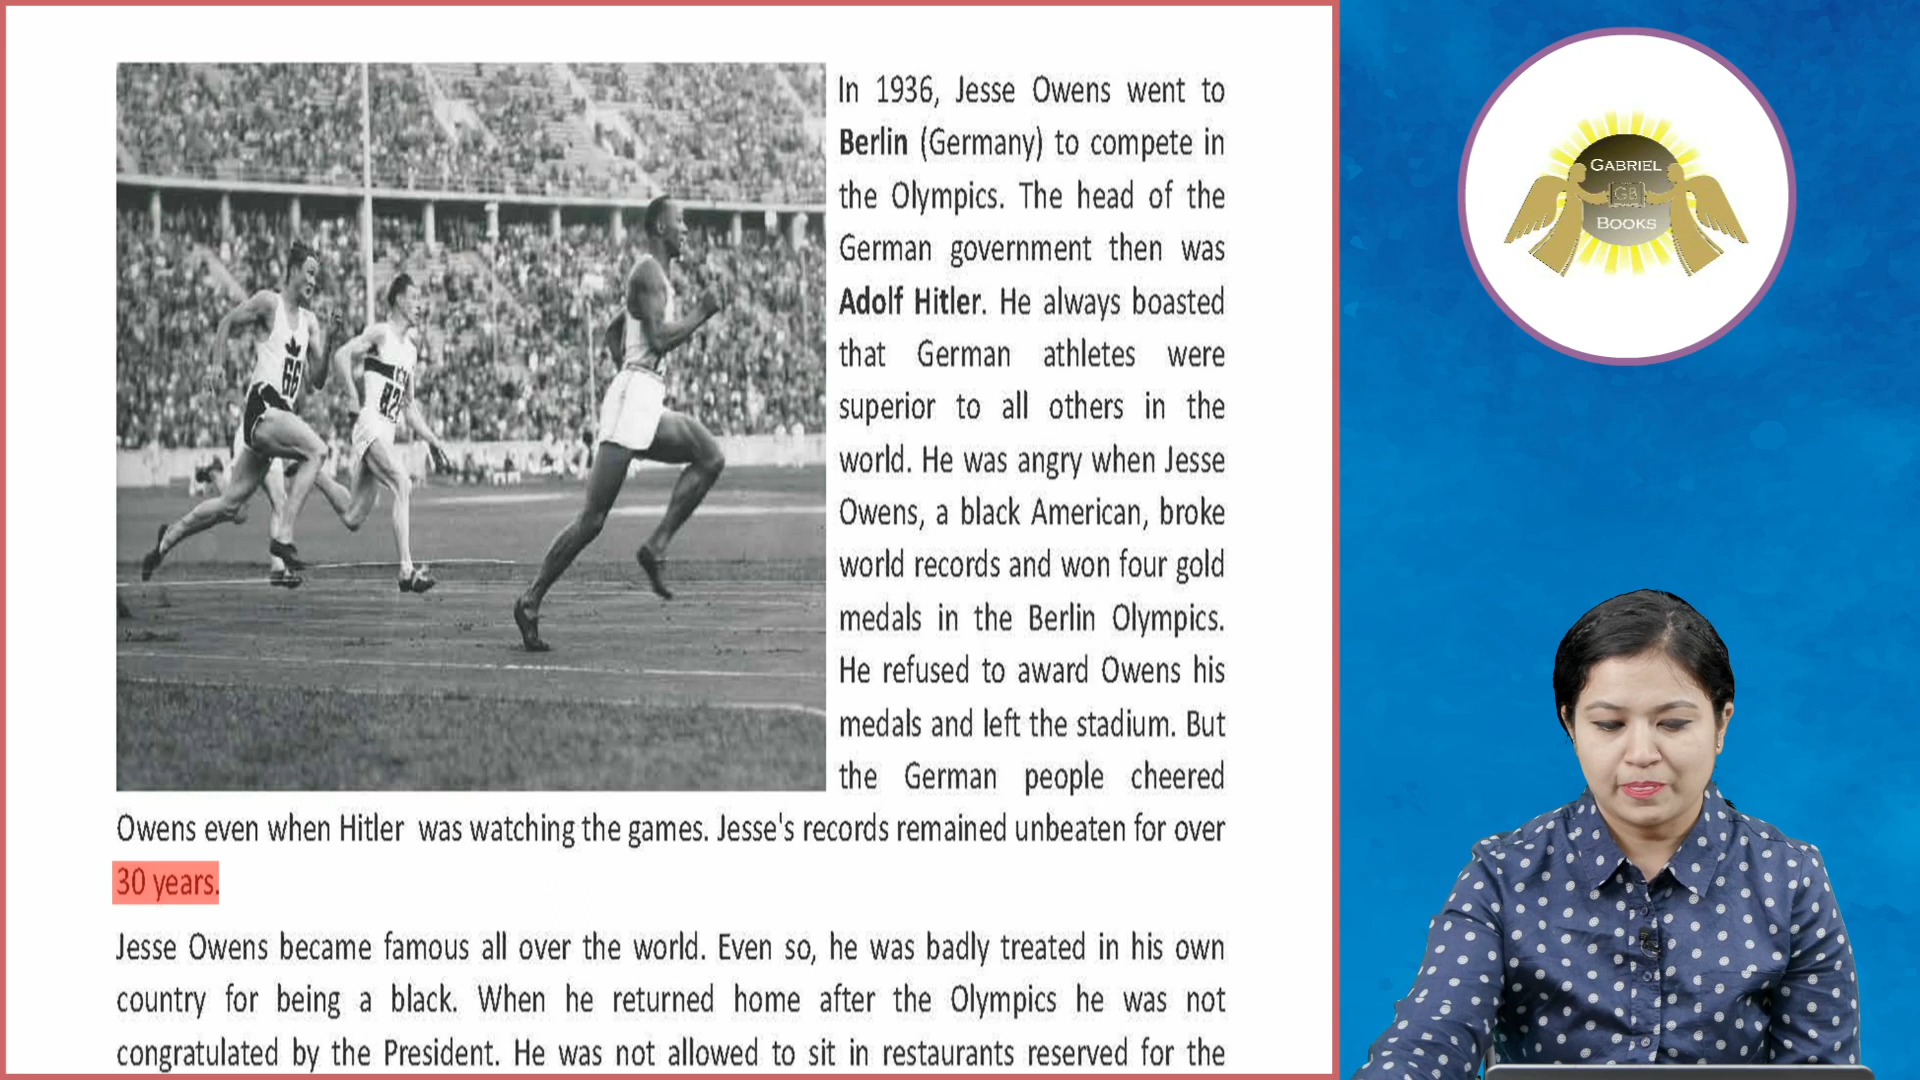 In 1936, Jesse Owens went to
Berlin (Germany) to compete in
the Olympics. The head of the
German government then was
Adolf Hitler. He always boasted
that German athletes were
superior to all others in the
world. He was angry when Jesse
Owens, a black American, broke
world records and won four gold
medals in the Berlin Olympics.
He refused to award Owens his
medals and left the stadium. But
the German people cheered
Owens even when Hitler was watching the games. Jesse's records remained unbeaten for over
30 years.
Jesse Owens became famous all over the world. Even so, he was badly treated in his own
country for being a black. When he returned home after the Olympics he was not
congratulated by the President. He was not allowed to sit in restaurants reserved for the
GABRIEL
GB
BOOKS
66